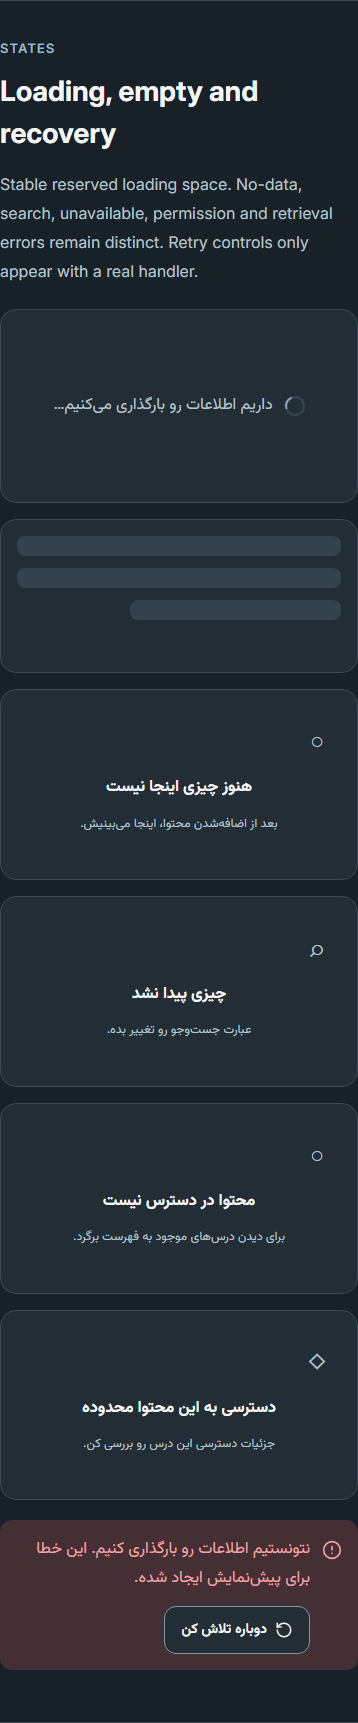 STATES
Loading, empty and
recovery
Stable reserved loading space. No-data,
search, unavailable, permission and retrieval
errors remain distinct. Retry controls only
appear with a real handler.
داریم اطلاعات رو بارگذاری می‌کنیم…
هنوز چیزی اینجا نیست
بعد از اضافه‌شدن محتوا، اینجا می‌بینیش.
چیزی پیدا نشد
عبارت جست‌وجو رو تغییر بده.
محتوا در دسترس نیست
برای دیدن درس‌های موجود به فهرست برگرد.
دسترسی به این محتوا محدوده
جزئیات دسترسی این درس رو بررسی کن.
نتونستیم اطلاعات رو بارگذاری کنیم. این خطا
برای پیش‌نمایش ایجاد شده.
دوباره تلاش کن